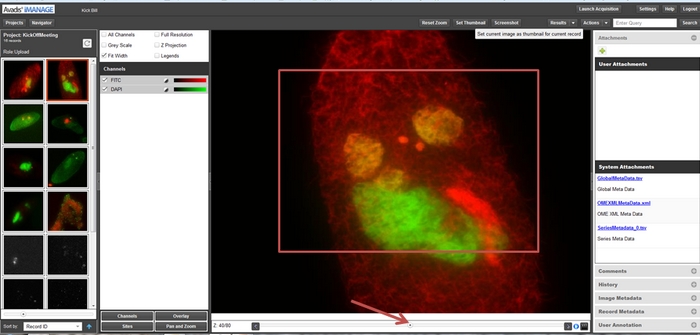 Avadis' iMANAGE
Kick Bill
Launch Acquisition
Settings
Help
Logout
Projects
Navigator
Reset Zoom
Set Thumbnail
Screenshot
Results
Actions
Enter Query
Search
Set current image as thumbnail for current record
Project: KickOffMeeting
Rule Upload
All Channels
Full Resolution
Grey Scale
Z Projection
Fit Width
Legends
Channels
FITC
DAPI
Attachments
User Attachments
System Attachments
GlobalMetaData.tsv
Global Meta Data
OMEXMLMetaData.xml
OME XML Meta Data
SeriesMetadata_0.tsv
Series Meta Data
Comments
History
Image Metadata
Record Metadata
User Annotation
Channels
Overlay
Sites
Pan and Zoom
Sort by
Record ID
Z: 40/80